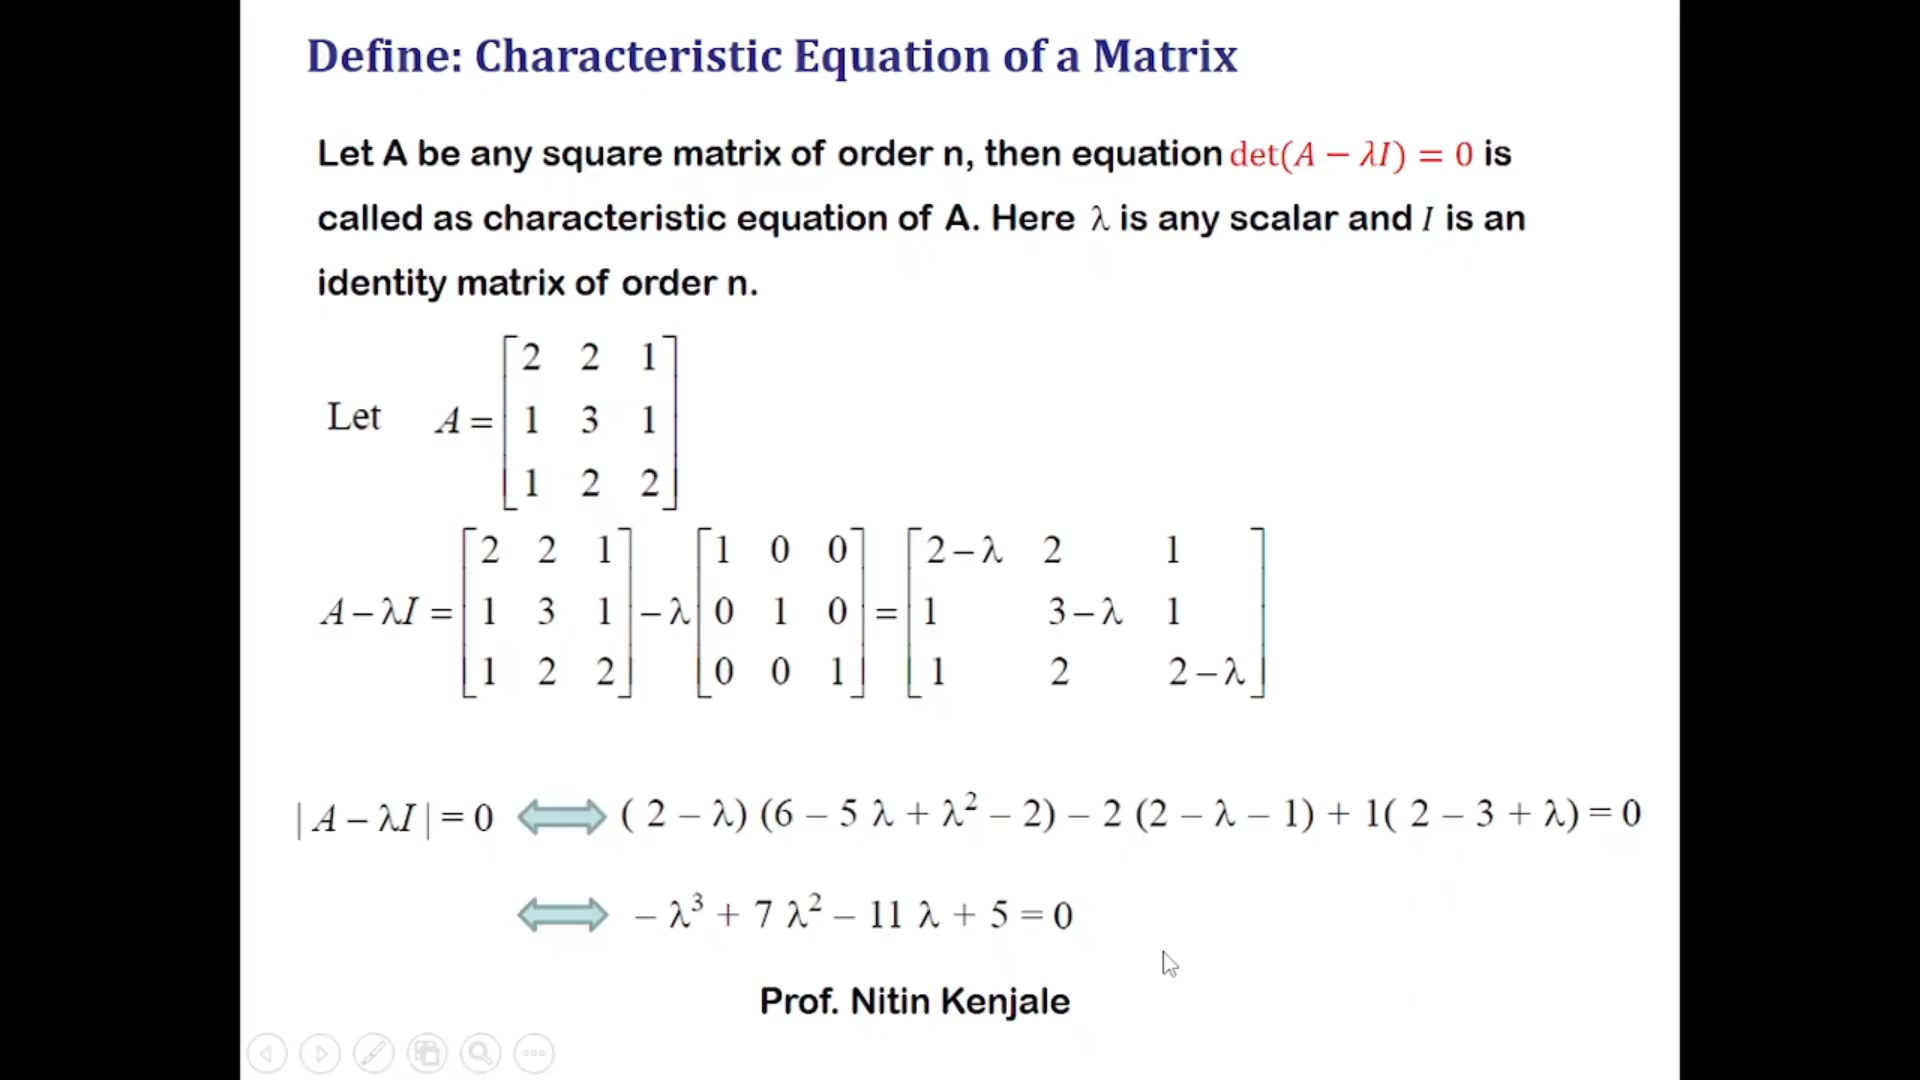 Define: Characteristic Equation of a Matrix
Let A be any square matrix of order n, then equation det(A − λI) = 0 is
called as characteristic equation of A. Here λ is any scalar and I is an
identity matrix of order n.
Let A = [2 2 1
1 3 1
1 2 2]
A − λI = [2 2 1
1 3 1
1 2 2] − λ [1 0 0
0 1 0
0 0 1] = [2 − λ 2 1
1 3 − λ 1
1 2 2 − λ]
| A − λI | = 0 ⟺ ( 2 − λ) (6 − 5 λ + λ² − 2) − 2 (2 − λ − 1) + 1( 2 − 3 + λ) = 0
⟺ − λ³ + 7 λ² − 11 λ + 5 = 0
Prof. Nitin Kenjale